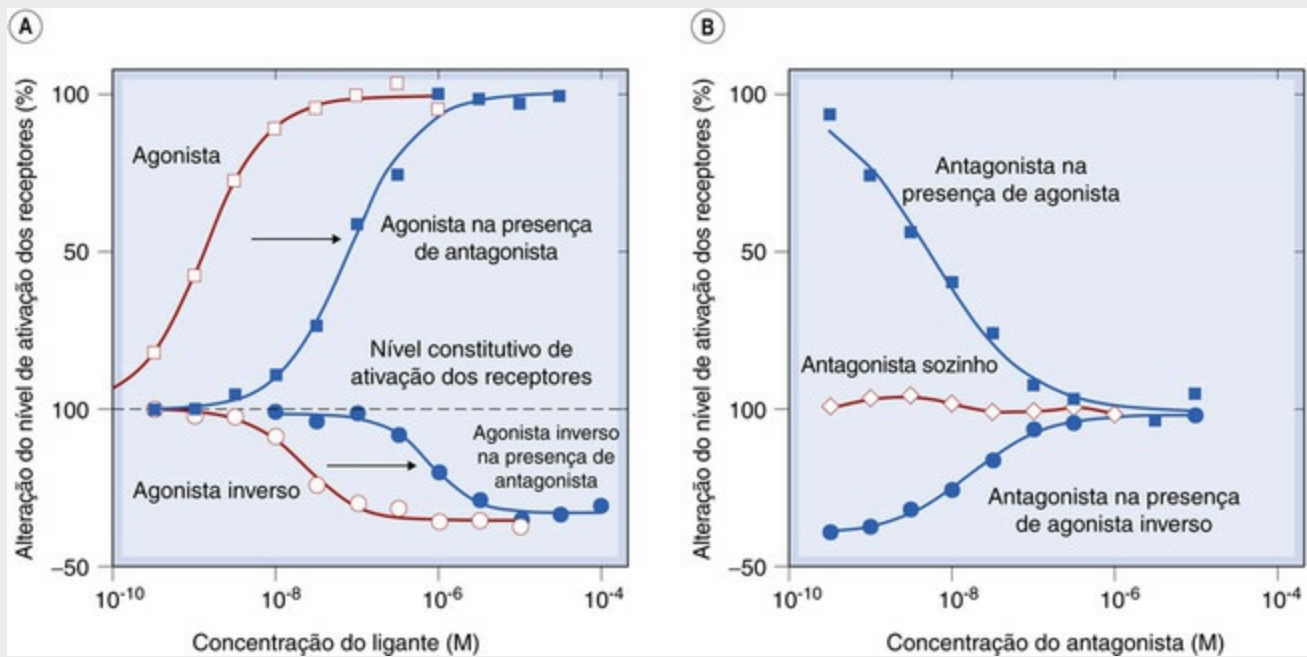 A
Alteração do nível de ativação dos receptores (%)
100
50
100
–50
Agonista
Agonista na presença
de antagonista
Nível constitutivo de
ativação dos receptores
Agonista inverso
na presença de
antagonista
Agonista inverso
10-10
10-8
10-6
10-4
Concentração do ligante (M)
B
Alteração do nível de ativação dos receptores (%)
100
50
100
–50
Antagonista na
presença de agonista
Antagonista sozinho
Antagonista na presença
de agonista inverso
10-10
10-8
10-6
10-4
Concentração do antagonista (M)